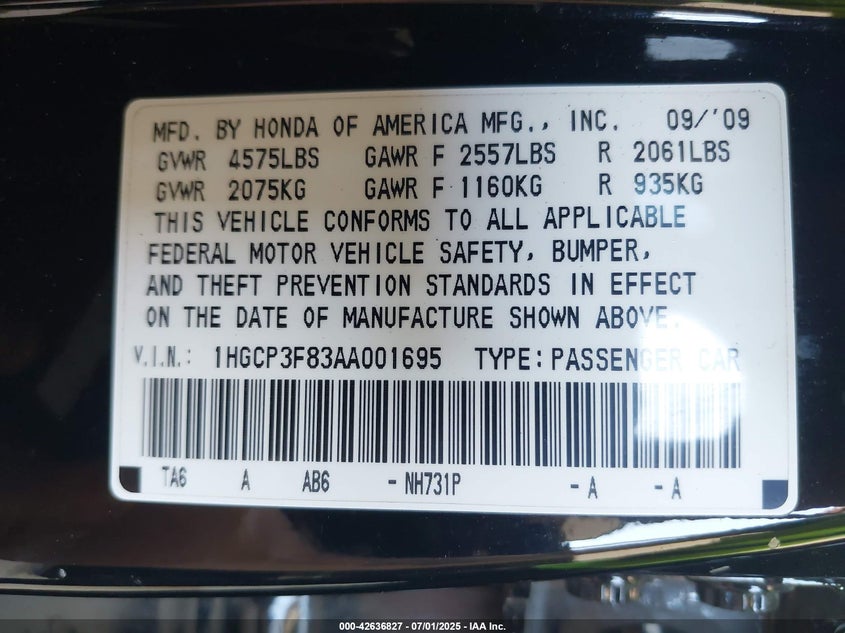 MFD. BY HONDA OF AMERICA MFG., INC. 09/'09
GVWR 4575LBS GAWR F 2557LBS R 2061LBS
GVWR 2075KG GAWR F 1160KG R 935KG
THIS VEHICLE CONFORMS TO ALL APPLICABLE
FEDERAL MOTOR VEHICLE SAFETY, BUMPER,
AND THEFT PREVENTION STANDARDS IN EFFECT
ON THE DATE OF MANUFACTURE SHOWN ABOVE.
V.I.N.: 1HGCP3F83AA001695 TYPE: PASSENGER CAR
TA6 A AB6 - NH731P - A - A
000-42636827 - 07/01/2025 - IAA Inc.